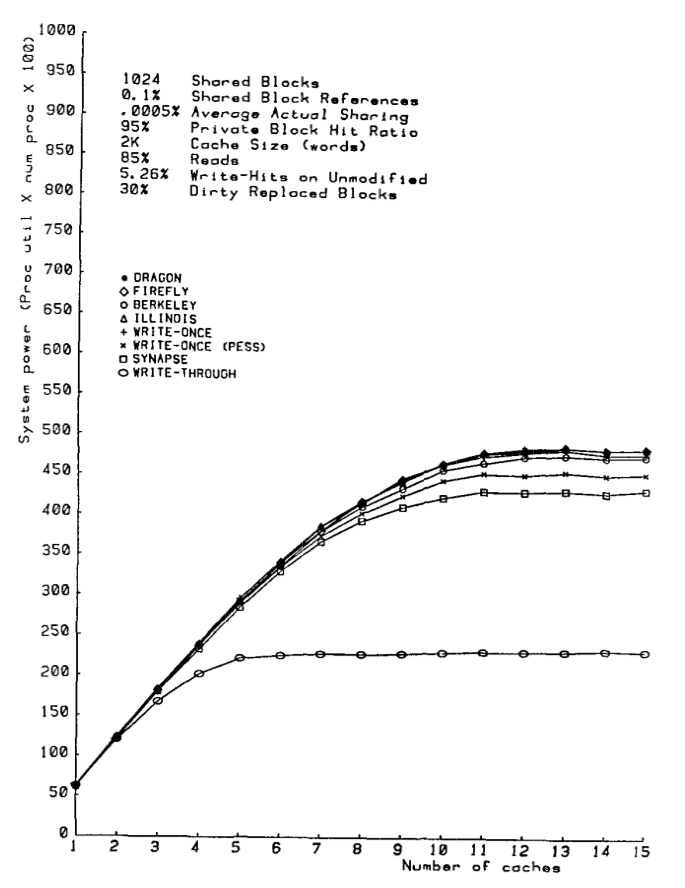 System power (Proc util X num proc X 100)
1000
950
900
850
800
750
700
650
600
550
500
450
400
350
300
250
200
150
100
50
0
1024 Shared Blocks
0.1% Shared Block References
.0005% Average Actual Sharing
95% Private Block Hit Ratio
2K Cache Size (words)
85% Reads
5.26% Write-Hits on Unmodified
30% Dirty Replaced Blocks
DRAGON
FIREFLY
BERKELEY
ILLINOIS
WRITE-ONCE
WRITE-ONCE (PESS)
SYNAPSE
WRITE-THROUGH
1 2 3 4 5 6 7 8 9 10 11 12 13 14 15
Number of caches